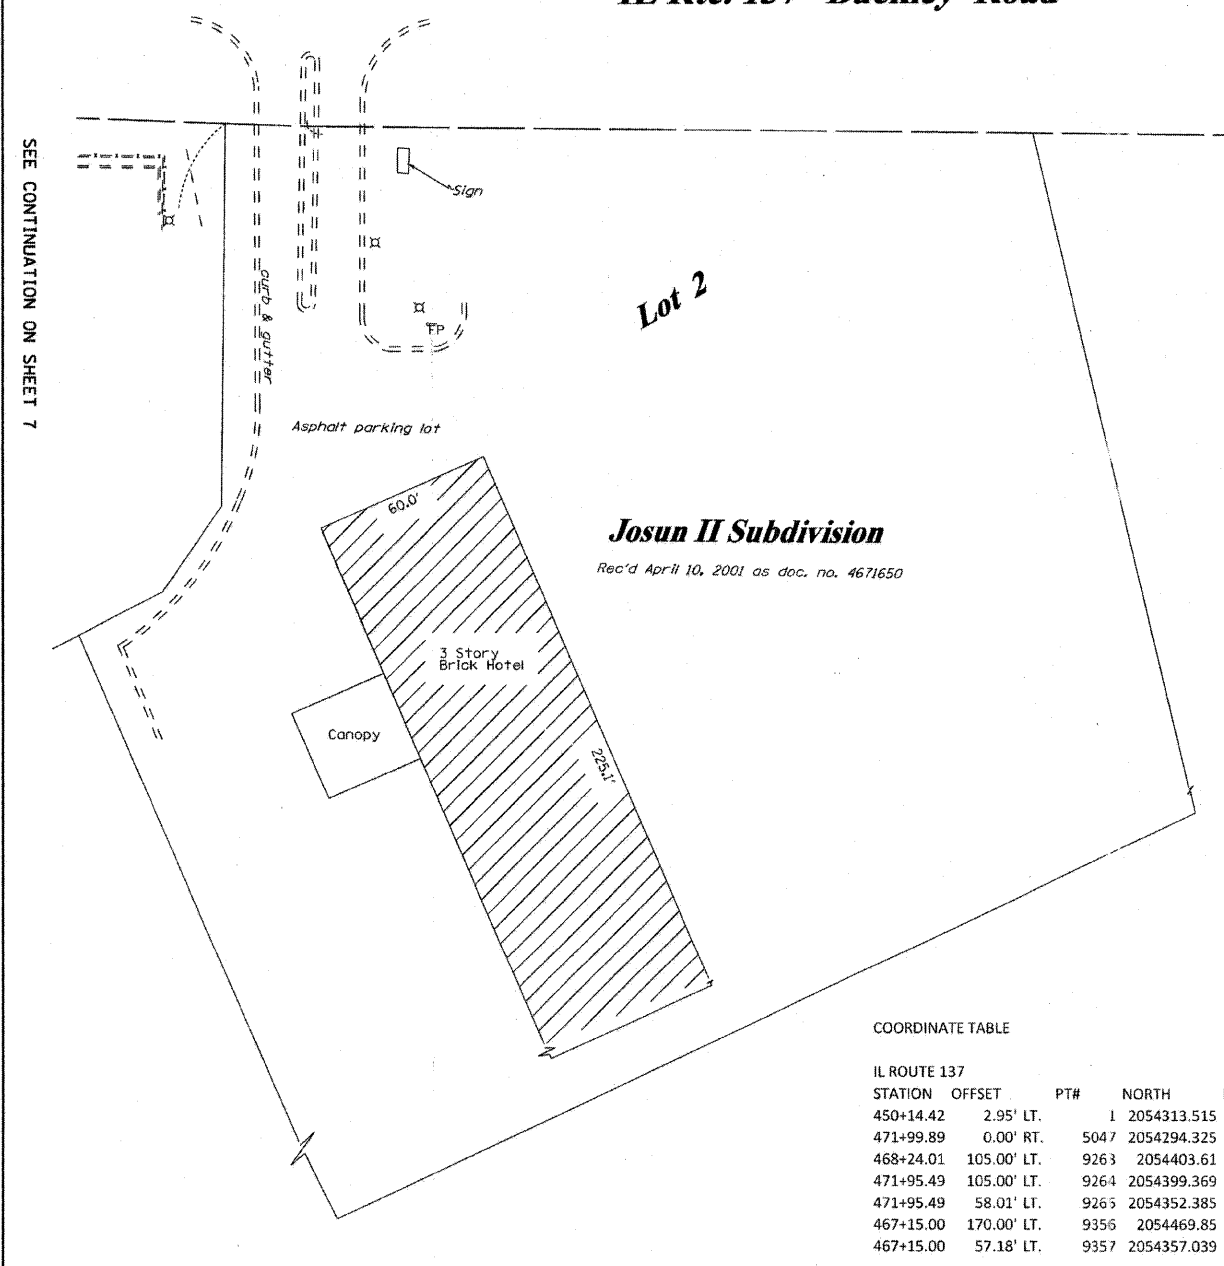 IL Rte. 137 Buckley Road
SEE CONTINUATION ON SHEET 7
Sign
curb & gutter
FP
Lot 2
Asphalt parking lot
60.0'
Josun II Subdivision
Rec'd April 10, 2001 as doc. no. 4671650
3 Story
Brick Hotel
Canopy
225.1'
COORDINATE TABLE
IL ROUTE 137
STATION OFFSET PT# NORTH
450+14.42 2.95' LT. 1 2054313.515
471+99.89 0.00' RT. 5047 2054294.325
468+24.01 105.00' LT. 9263 2054403.61
471+95.49 105.00' LT. 9264 2054399.369
471+95.49 58.01' LT. 9265 2054352.385
467+15.00 170.00' LT. 9356 2054469.85
467+15.00 57.18' LT. 9357 2054357.039